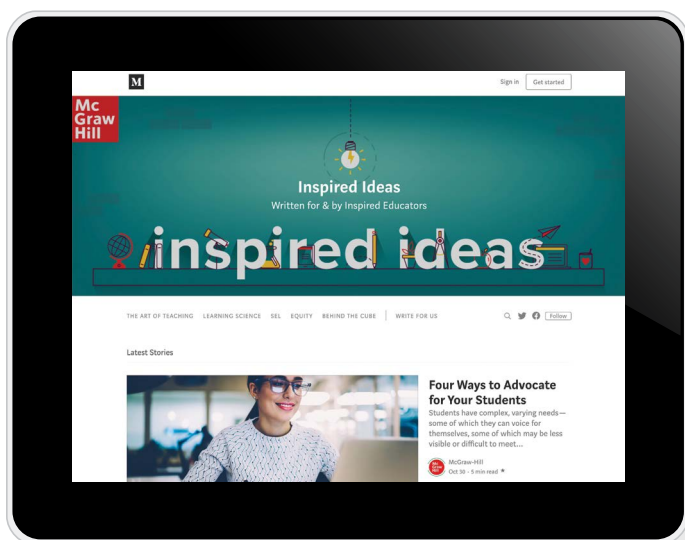 M
Sign in Get started
Mc
Graw
Hill
Inspired Ideas
Written for & by Inspired Educators
inspired ideas
THE ART OF TEACHING LEARNING SCIENCE SEL EQUITY BEHIND THE CUBE WRITE FOR US
Follow
Latest Stories
Four Ways to Advocate
for Your Students
Students have complex, varying needs—
some of which they can voice for
themselves, some of which may be less
visible or difficult to meet...
McGraw-Hill
Oct 30 · 5 min read ★